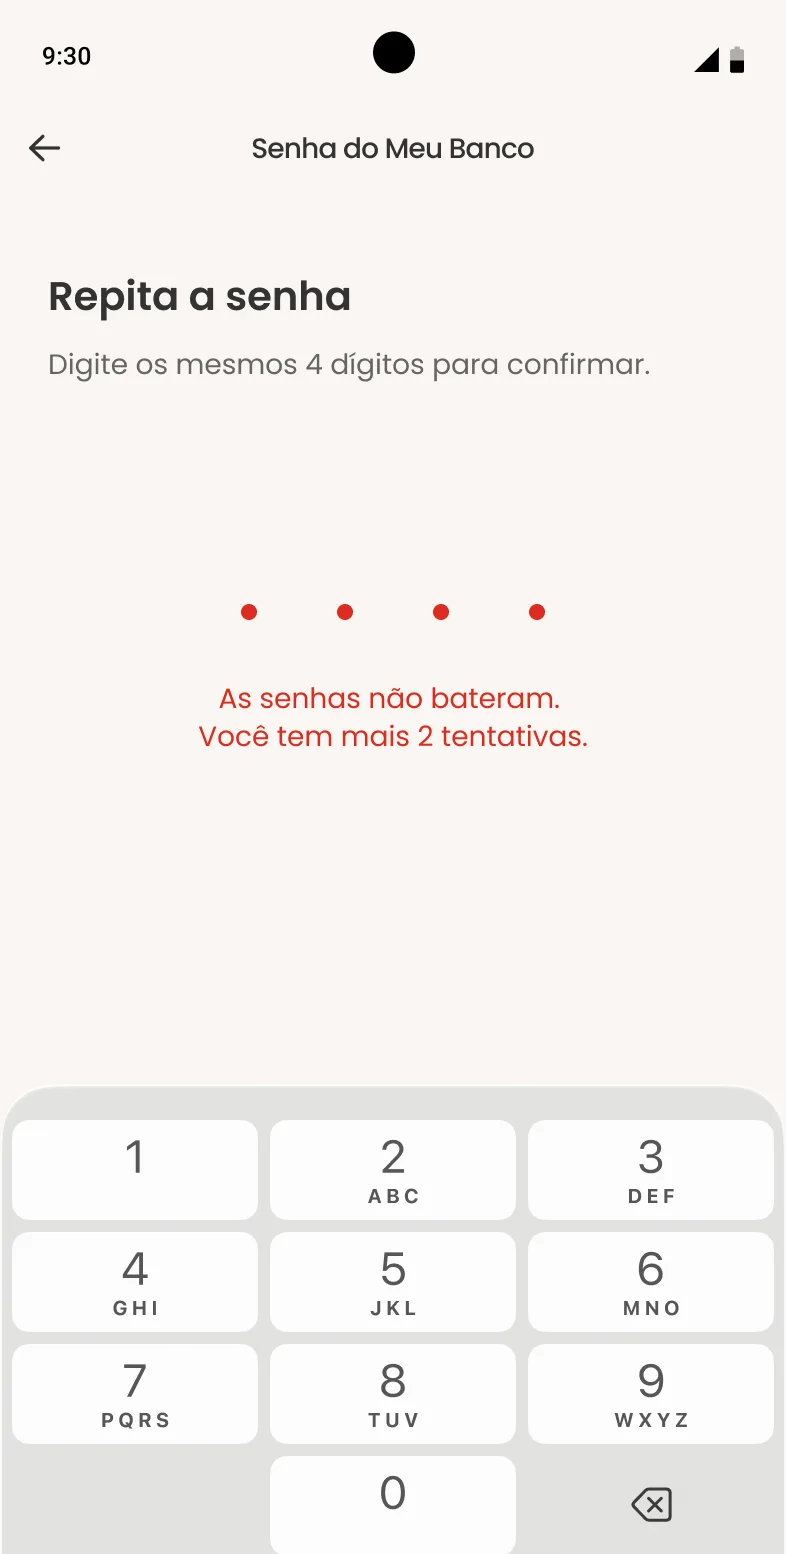 9:30
Senha do Meu Banco
Repita a senha
Digite os mesmos 4 dígitos para confirmar.
As senhas não bateram.
Você tem mais 2 tentativas.
1 2 3
ABC DEF
4 5 6
GHI JKL MNO
7 8 9
PQRS TUV WXYZ
0